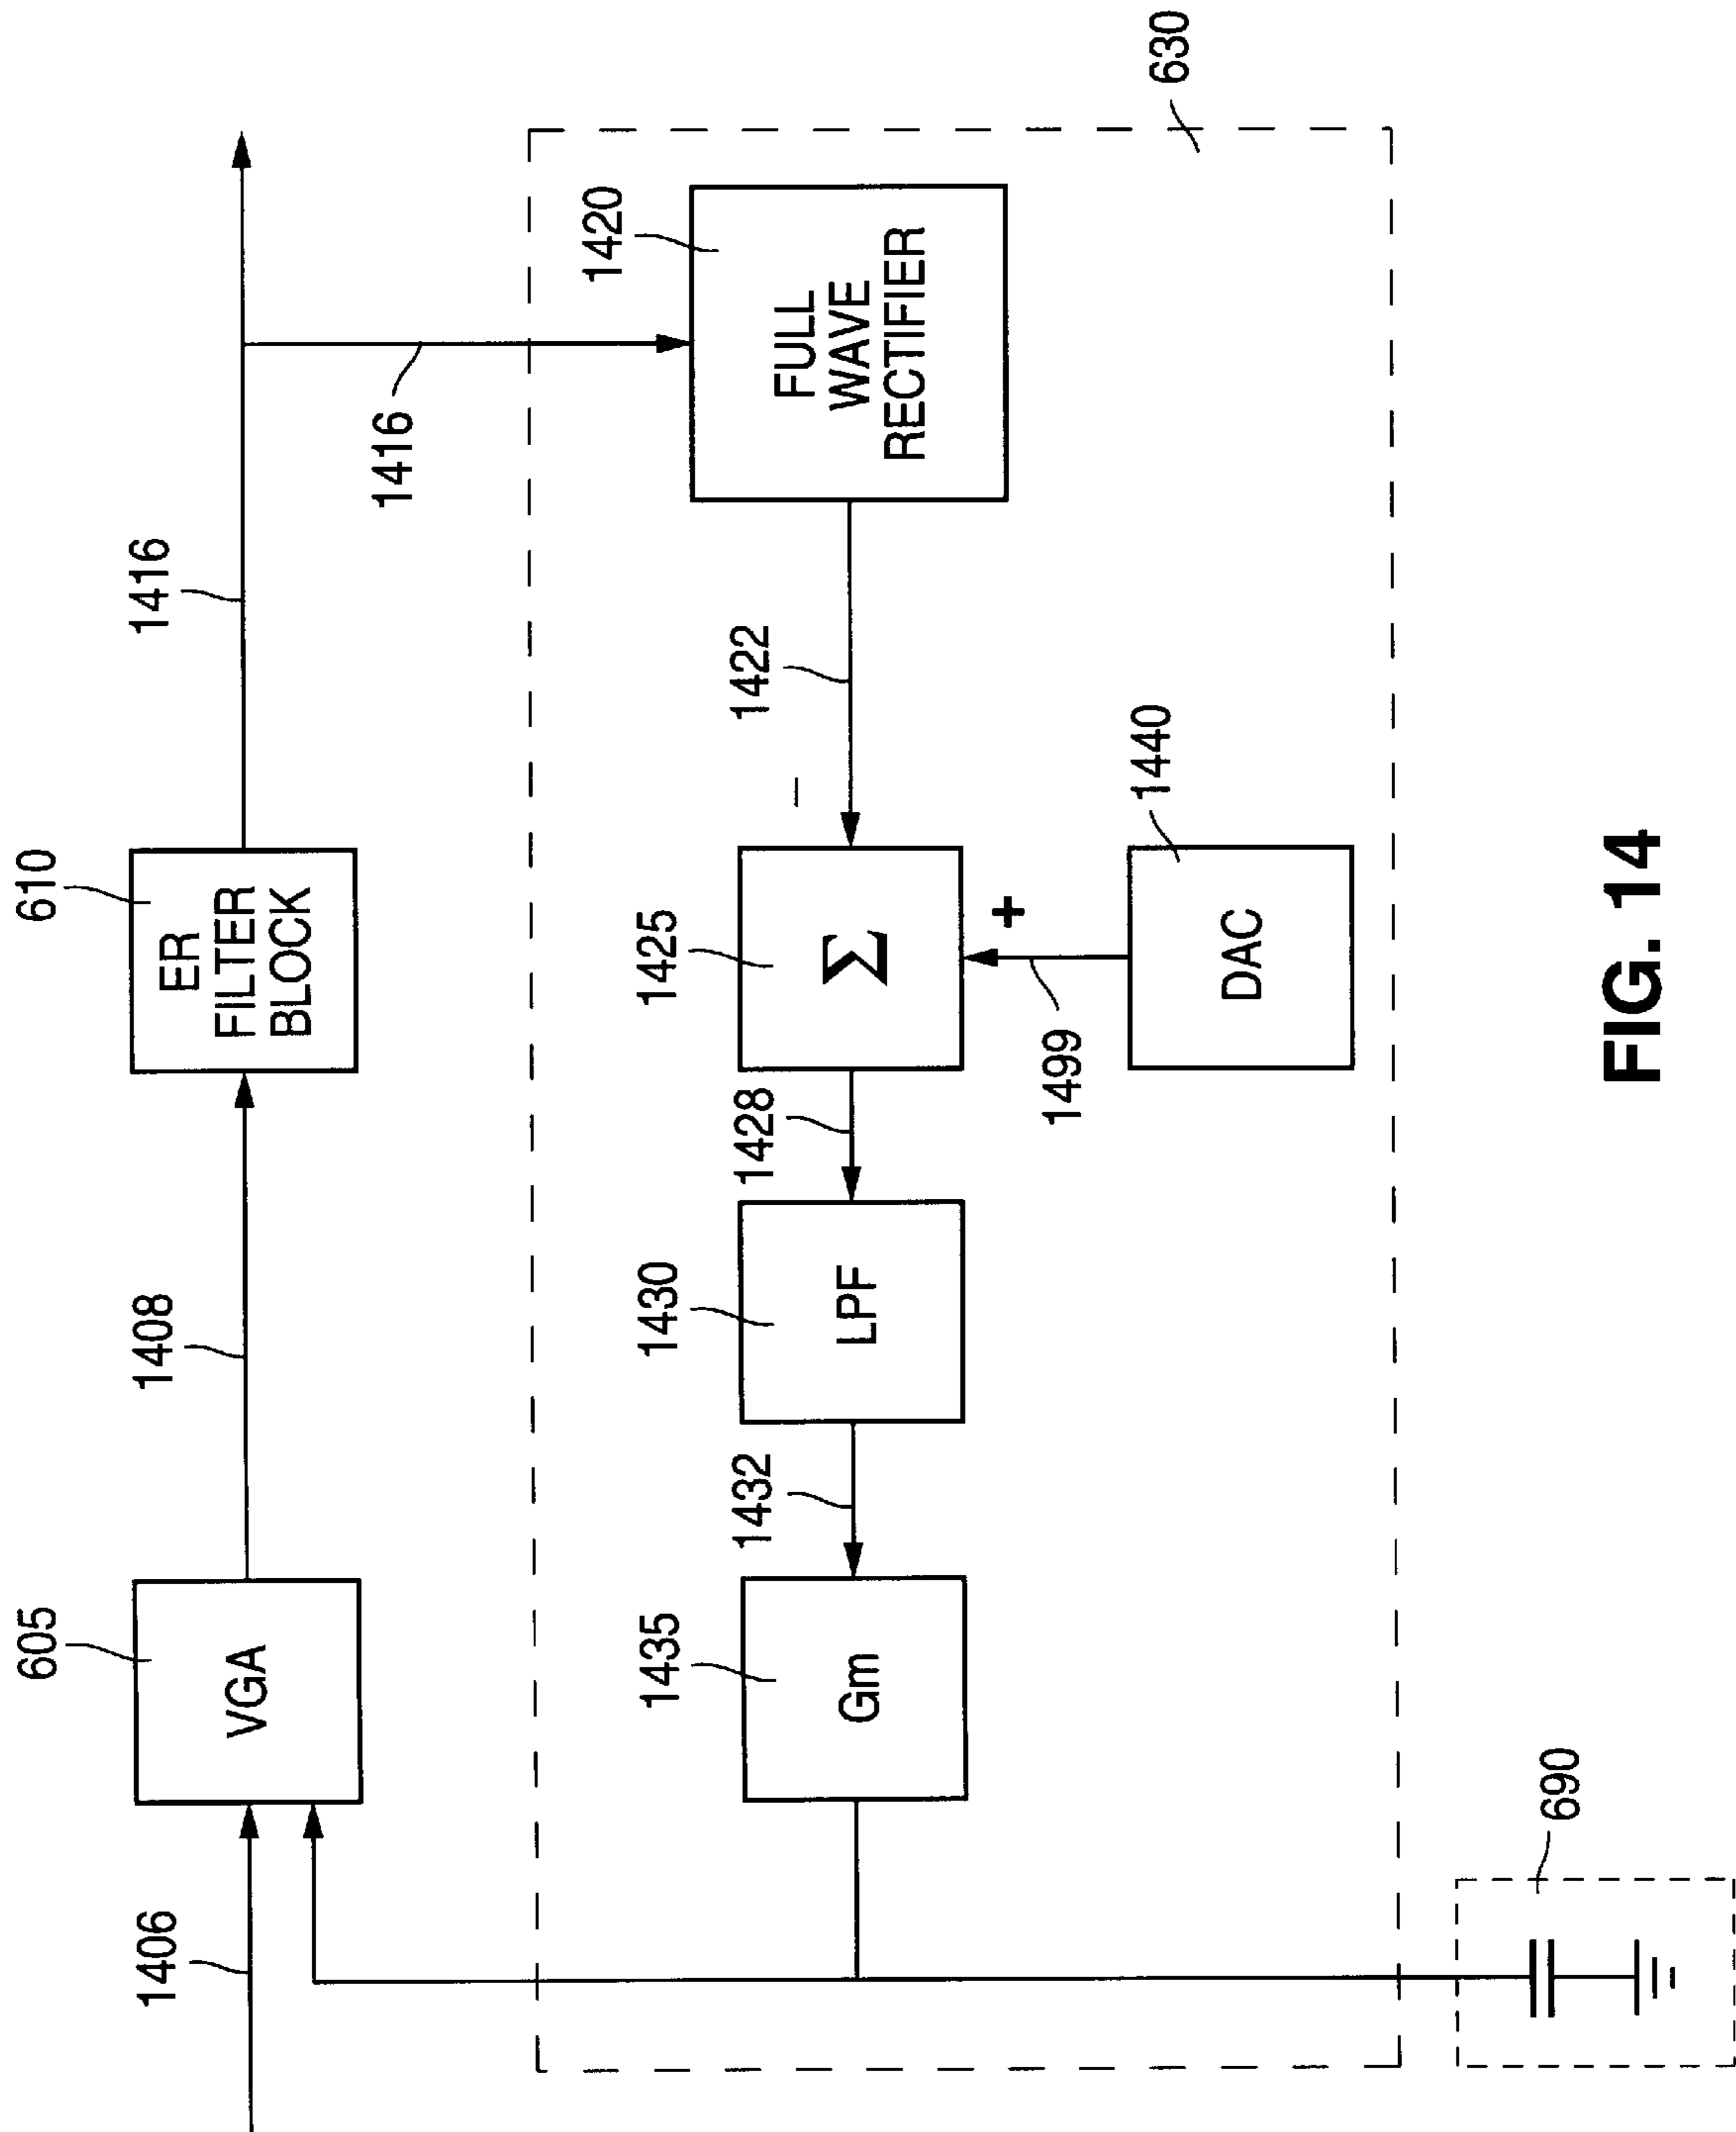 605
VGA
610
ER
FILTER
BLOCK
1406
1408
1416
1416
630
1435
Gm
1432
1430
LPF
1428
1425
Σ
−
1422
1420
FULL
WAVE
RECTIFIER
+
1499
1440
DAC
690
FIG. 14